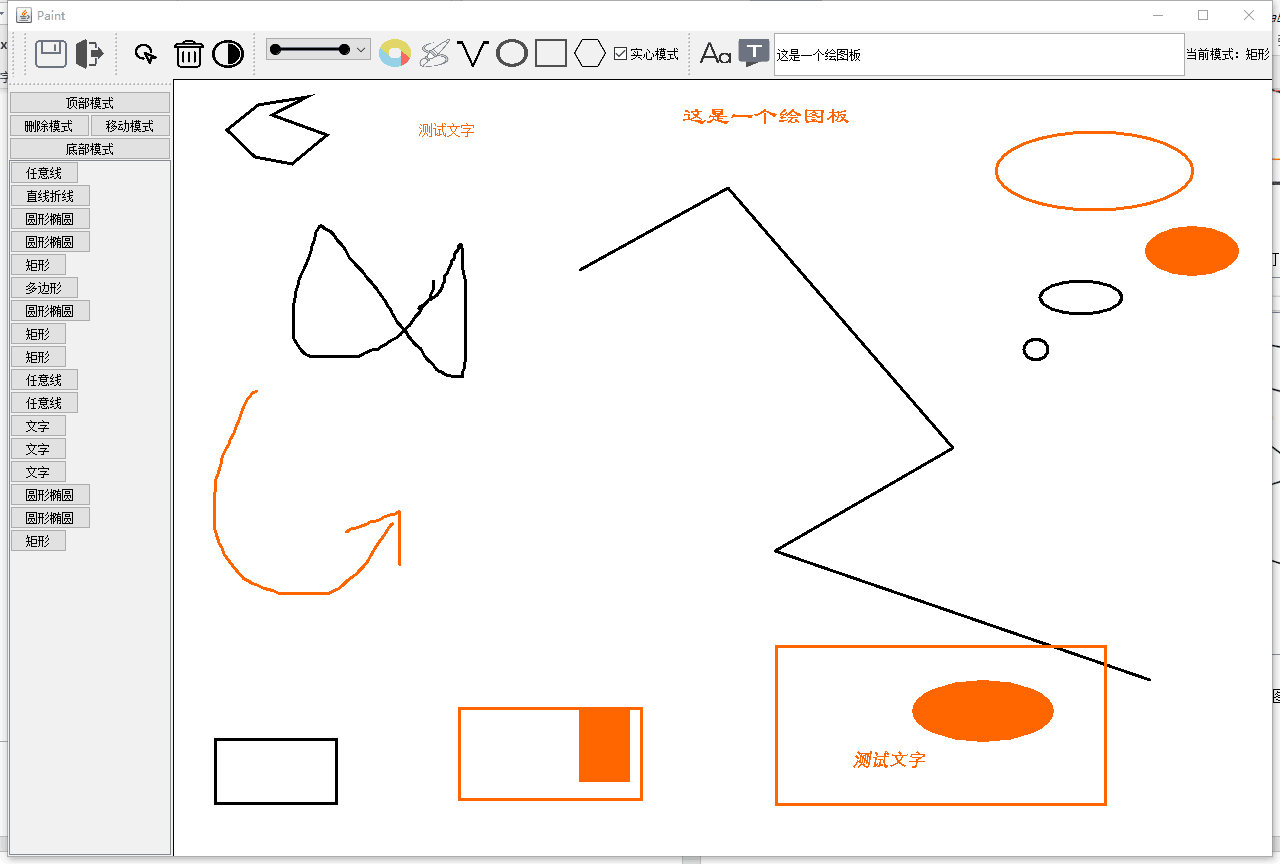 Paint
实心模式
Aa
T
这是一个绘图板
当前模式：矩形
顶部模式
删除模式
移动模式
底部模式
任意线
直线折线
圆形椭圆
圆形椭圆
矩形
多边形
圆形椭圆
矩形
矩形
任意线
任意线
文字
文字
文字
圆形椭圆
圆形椭圆
矩形
测试文字
这是一个绘图板
测试文字